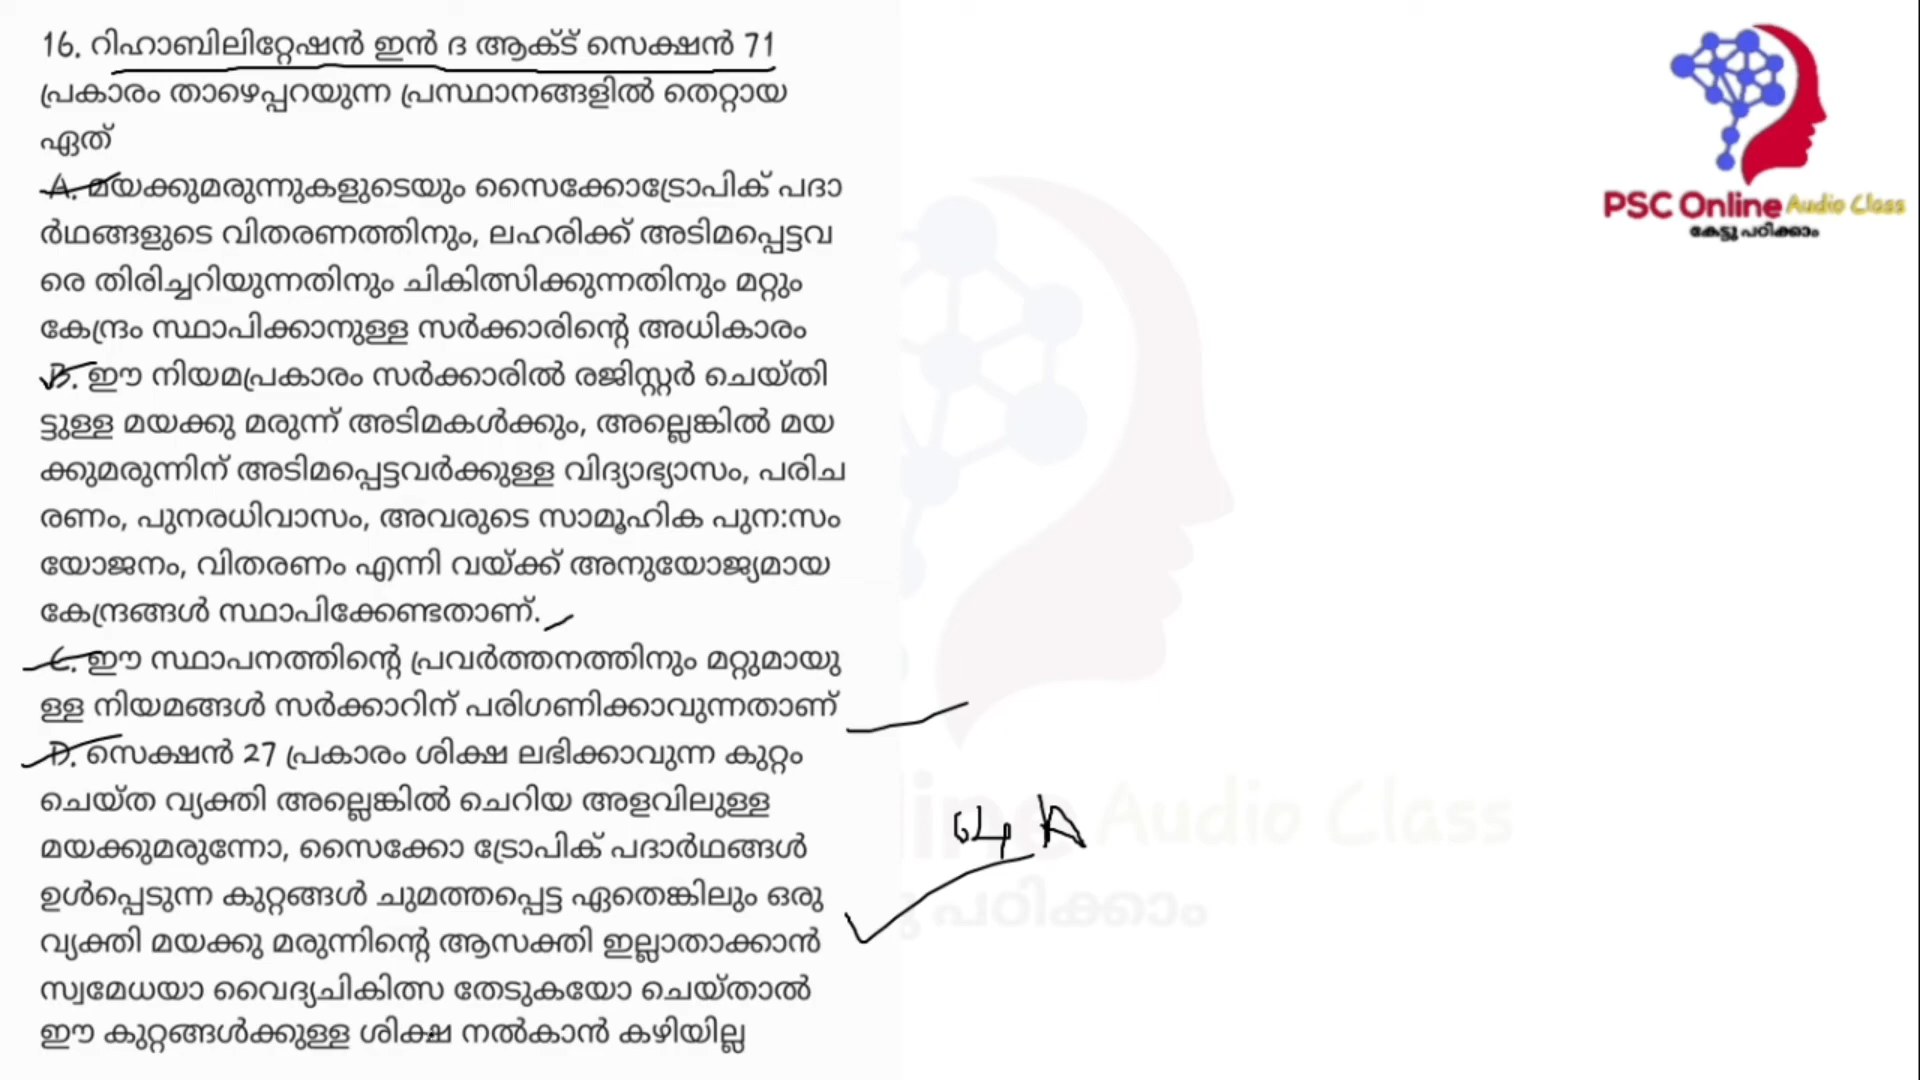 16. റിഹാബിലിറ്റേഷൻ ഇൻ ദ ആക്ട് സെക്ഷൻ 71
പ്രകാരം താഴെപ്പറയുന്ന പ്രസ്ഥാനങ്ങളിൽ തെറ്റായ
ഏത്
A. മയക്കുമരുന്നുകളുടെയും സൈക്കോട്രോപിക് പദാ
ർഥങ്ങളുടെ വിതരണത്തിനും, ലഹരിക്ക് അടിമപ്പെട്ടവ
രെ തിരിച്ചറിയുന്നതിനും ചികിത്സിക്കുന്നതിനും മറ്റും
കേന്ദ്രം സ്ഥാപിക്കാനുള്ള സർക്കാരിന്റെ അധികാരം
B. ഈ നിയമപ്രകാരം സർക്കാരിൽ രജിസ്റ്റർ ചെയ്തി
ട്ടുള്ള മയക്കു മരുന്ന് അടിമകൾക്കും, അല്ലെങ്കിൽ മയ
ക്കുമരുന്നിന് അടിമപ്പെട്ടവർക്കുള്ള വിദ്യാഭ്യാസം, പരിച
രണം, പുനരധിവാസം, അവരുടെ സാമൂഹിക പുന:സം
യോജനം, വിതരണം എന്നി വയ്ക്ക് അനുയോജ്യമായ
കേന്ദ്രങ്ങൾ സ്ഥാപിക്കേണ്ടതാണ്.
C. ഈ സ്ഥാപനത്തിന്റെ പ്രവർത്തനത്തിനും മറ്റുമായു
ള്ള നിയമങ്ങൾ സർക്കാറിന് പരിഗണിക്കാവുന്നതാണ്
D. സെക്ഷൻ 27 പ്രകാരം ശിക്ഷ ലഭിക്കാവുന്ന കുറ്റം
ചെയ്ത വ്യക്തി അല്ലെങ്കിൽ ചെറിയ അളവിലുള്ള
മയക്കുമരുന്നോ, സൈക്കോ ട്രോപിക് പദാർഥങ്ങൾ
ഉൾപ്പെടുന്ന കുറ്റങ്ങൾ ചുമത്തപ്പെട്ട ഏതെങ്കിലും ഒരു
വ്യക്തി മയക്കു മരുന്നിന്റെ ആസക്തി ഇല്ലാതാക്കാൻ
സ്വമേധയാ വൈദ്യചികിത്സ തേടുകയോ ചെയ്താൽ
ഈ കുറ്റങ്ങൾക്കുള്ള ശിക്ഷ നൽകാൻ കഴിയില്ല
64 A
PSC Online Audio Class
കേട്ടു പഠിക്കാം
line Audio Class
പഠിക്കാം